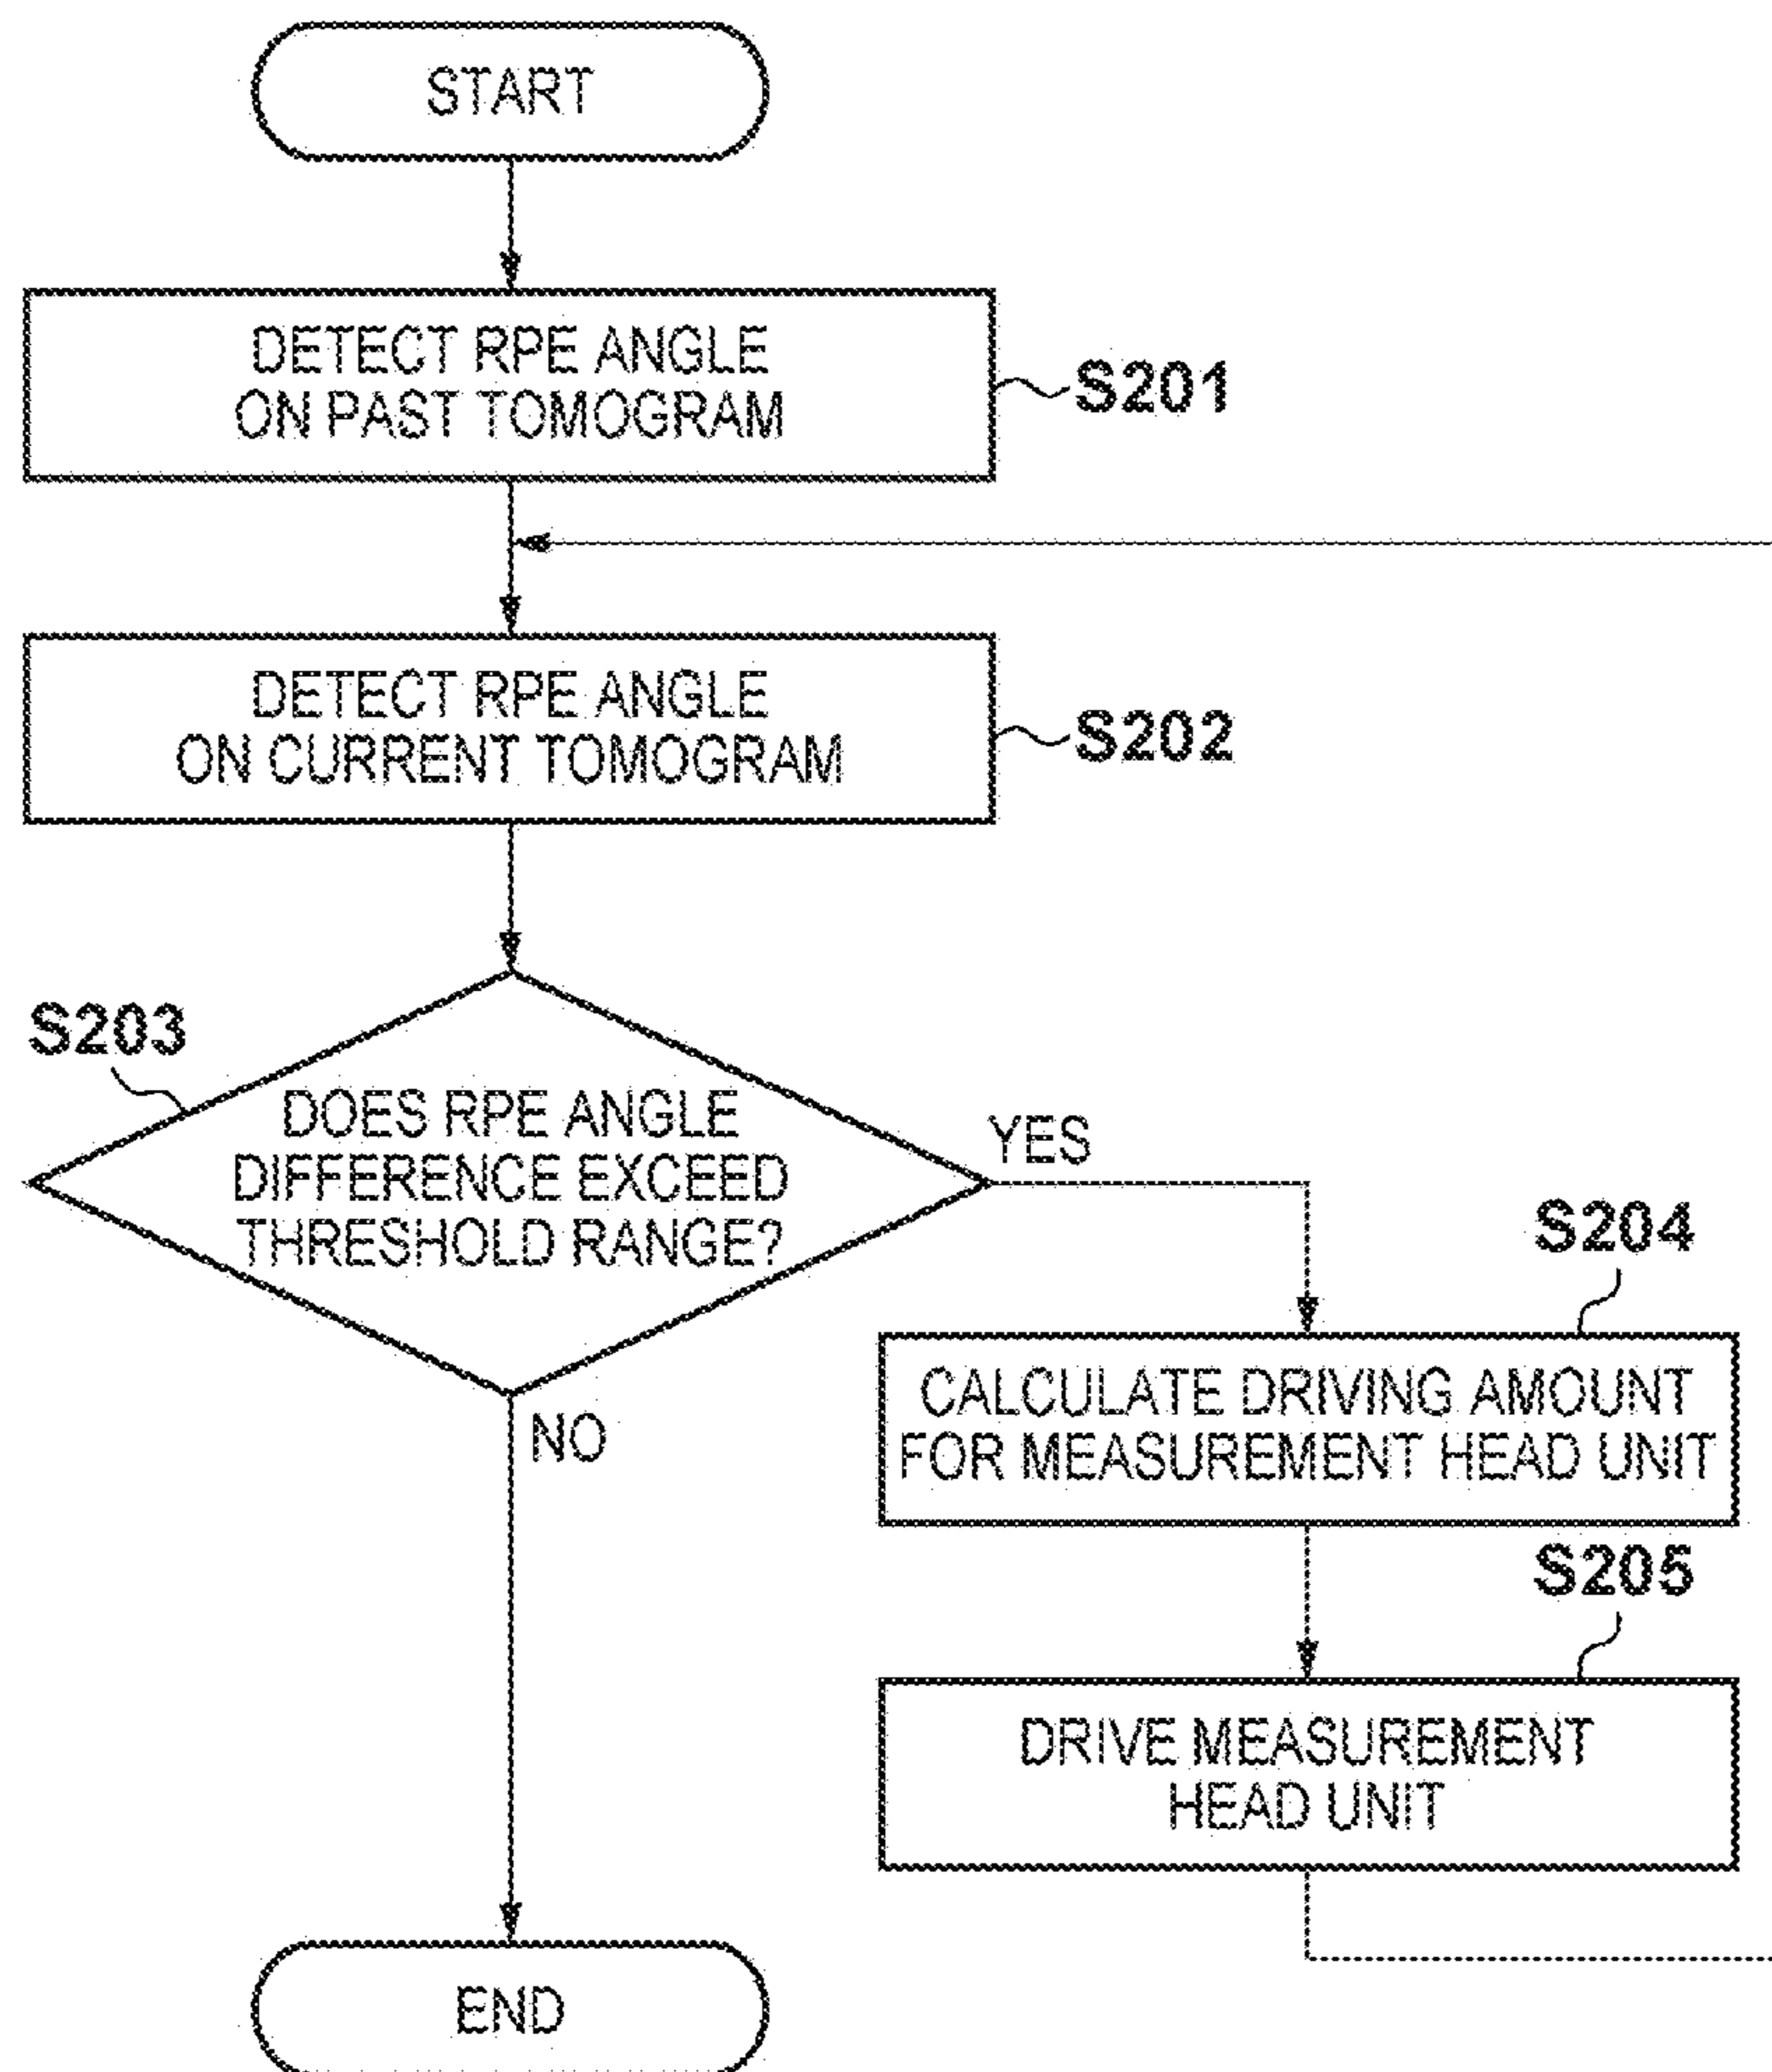 START
DETECT RPE ANGLE
ON PAST TOMOGRAM
S201
DETECT RPE ANGLE
ON CURRENT TOMOGRAM
S202
S203
DOES RPE ANGLE
DIFFERENCE EXCEED
THRESHOLD RANGE?
YES
NO
S204
CALCULATE DRIVING AMOUNT
FOR MEASUREMENT HEAD UNIT
S205
DRIVE MEASUREMENT
HEAD UNIT
END